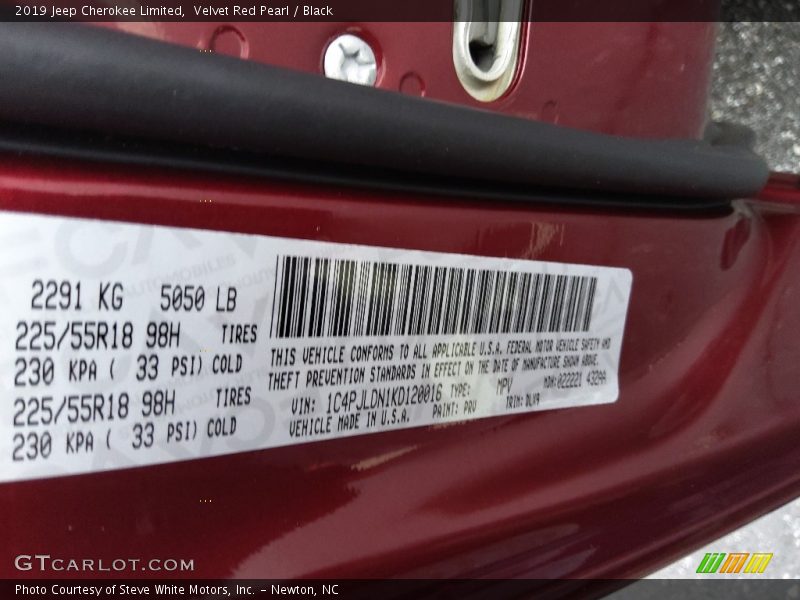 2019 Jeep Cherokee Limited, Velvet Red Pearl / Black
2291 KG 5050 LB
225/55R18 98H TIRES
230 KPA ( 33 PSI) COLD
225/55R18 98H TIRES
230 KPA ( 33 PSI) COLD
THIS VEHICLE CONFORMS TO ALL APPLICABLE U.S.A. FEDERAL MOTOR VEHICLE SAFETY AND
THEFT PREVENTION STANDARDS IN EFFECT ON THE DATE OF MANUFACTURE SHOWN ABOVE.
VIN: 1C4PJLDN1KD120016 TYPE: MPV MDH:022221 432AA
VEHICLE MADE IN U.S.A. PAINT: PRV TRIM: DLX9
GTCARLOT.COM
Photo Courtesy of Steve White Motors, Inc. – Newton, NC